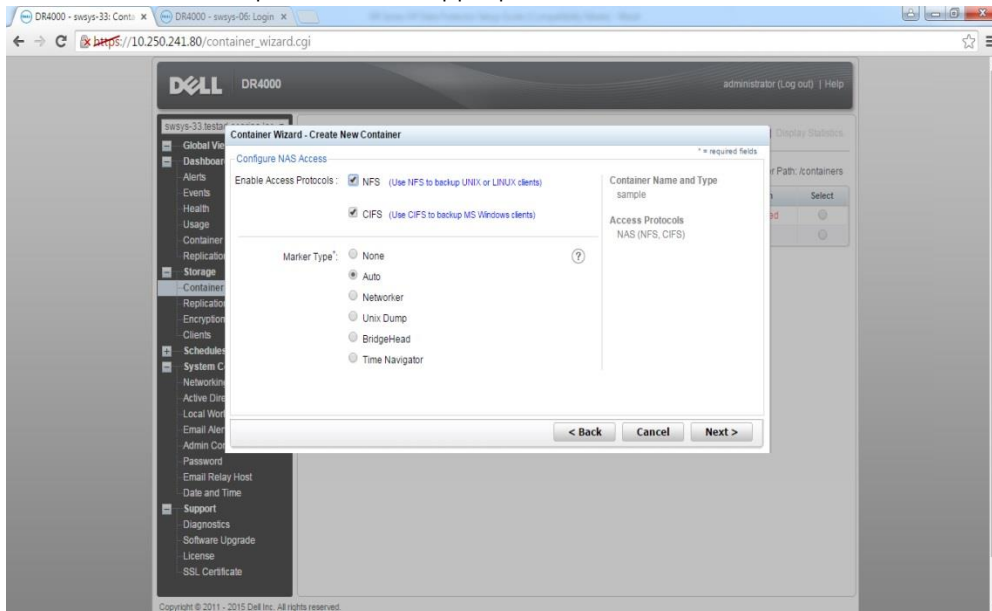 DR4000 - swsys-33: Conta
DR4000 - swsys-06: Login
https://10.250.241.80/container_wizard.cgi
DELL DR4000
administrator (Log out) | Help
Display Statistics
Container Wizard - Create New Container
* = required fields
Configure NAS Access
Enable Access Protocols :
NFS (Use NFS to backup UNIX or LINUX clients)
CIFS (Use CIFS to backup MS Windows clients)
Marker Type*:
None
Auto
Networker
Unix Dump
BridgeHead
Time Navigator
Container Name and Type
sample
Access Protocols
NAS (NFS, CIFS)
< Back
Cancel
Next >
Path: /containers
Select
Global Vie
Dashboar
Alerts
Events
Health
Usage
Container
Replicatio
Storage
Container
Replicatio
Encryption
Clients
Schedules
System C
Networkin
Active Dire
Local Wor
Email Aler
Admin Con
Password
Email Relay Host
Date and Time
Support
Diagnostics
Software Upgrade
License
SSL Certificate
Copyright © 2011 - 2015 Dell Inc. All rights reserved.